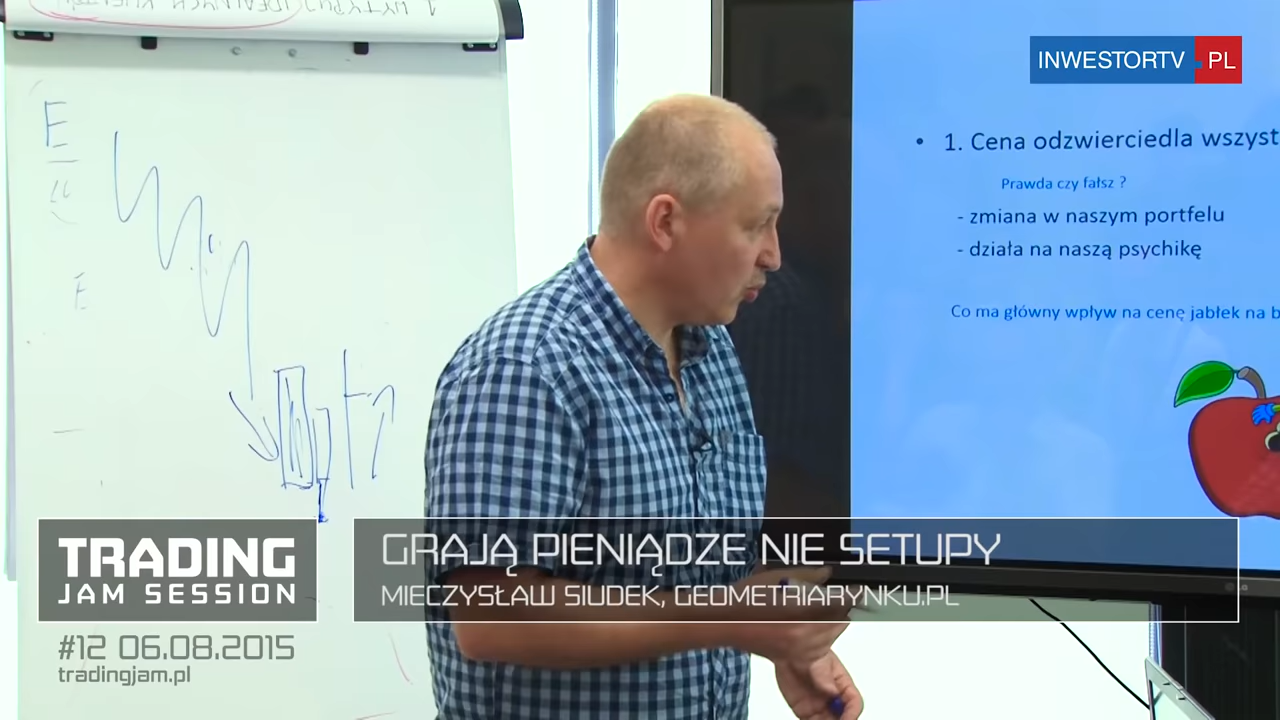 INWESTORTV.PL
E
E
• 1. Cena odzwierciedla wszyst
Prawda czy fałsz ?
- zmiana w naszym portfelu
- działa na naszą psychikę
Co ma główny wpływ na cenę jabłek na b
TRADING
JAM SESSION
GRAJĄ PIENIĄDZE NIE SETUPY
MIECZYSŁAW SIUDEK, GEOMETRIARYNKU.PL
#12 06.08.2015
tradingjam.pl